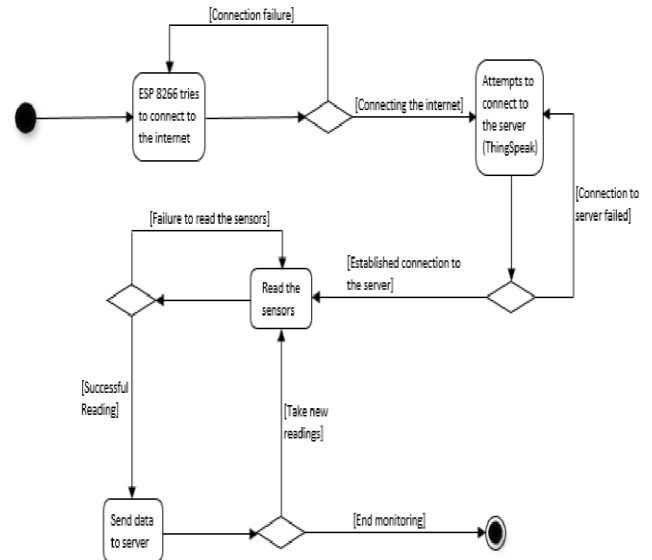 [Connection failure]
ESP 8266 tries
to connect to
the internet
[Connecting the internet]
Attempts to
connect to
the server
(ThingSpeak)
[Connection to
server failed]
[Established connection to
the server]
[Failure to read the sensors]
Read the
sensors
[Successful
Reading]
[Take new
readings]
Send data
to server
[End monitoring]